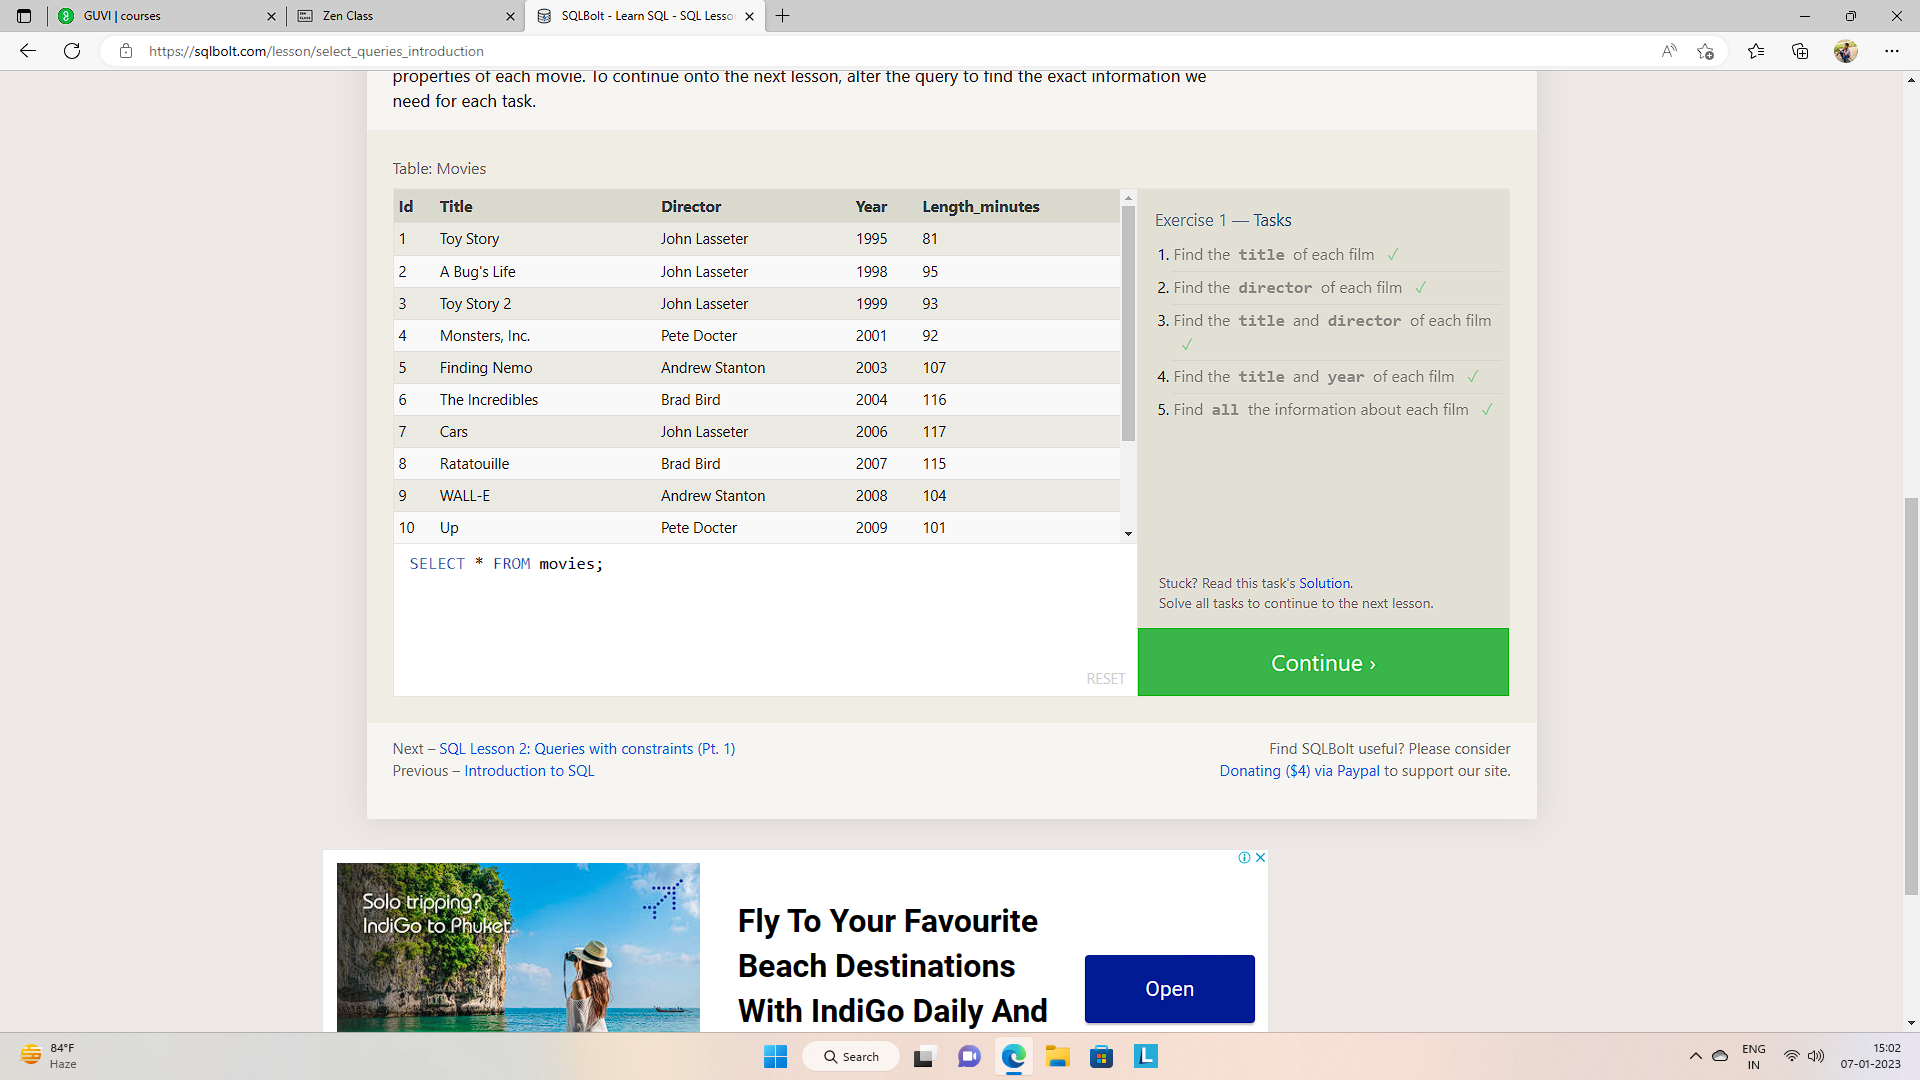 GUVI | courses
Zen Class
SQLBolt - Learn SQL - SQL Lesso
https://sqlbolt.com/lesson/select_queries_introduction
properties of each movie. To continue onto the next lesson, alter the query to find the exact information we
need for each task.
Table: Movies
Id Title Director Year Length_minutes
1 Toy Story John Lasseter 1995 81
2 A Bug's Life John Lasseter 1998 95
3 Toy Story 2 John Lasseter 1999 93
4 Monsters, Inc. Pete Docter 2001 92
5 Finding Nemo Andrew Stanton 2003 107
6 The Incredibles Brad Bird 2004 116
7 Cars John Lasseter 2006 117
8 Ratatouille Brad Bird 2007 115
9 WALL-E Andrew Stanton 2008 104
10 Up Pete Docter 2009 101
SELECT * FROM movies;
RESET
Exercise 1 — Tasks
1. Find the title of each film ✓
2. Find the director of each film ✓
3. Find the title and director of each film
✓
4. Find the title and year of each film ✓
5. Find all the information about each film ✓
Stuck? Read this task's Solution.
Solve all tasks to continue to the next lesson.
Continue ›
Next – SQL Lesson 2: Queries with constraints (Pt. 1)
Previous – Introduction to SQL
Find SQLBolt useful? Please consider
Donating ($4) via Paypal to support our site.
Solo tripping?
IndiGo to Phuket.
Fly To Your Favourite
Beach Destinations
With IndiGo Daily And
Open
84°F
Haze
Search
L
ENG
IN
15:02
07-01-2023